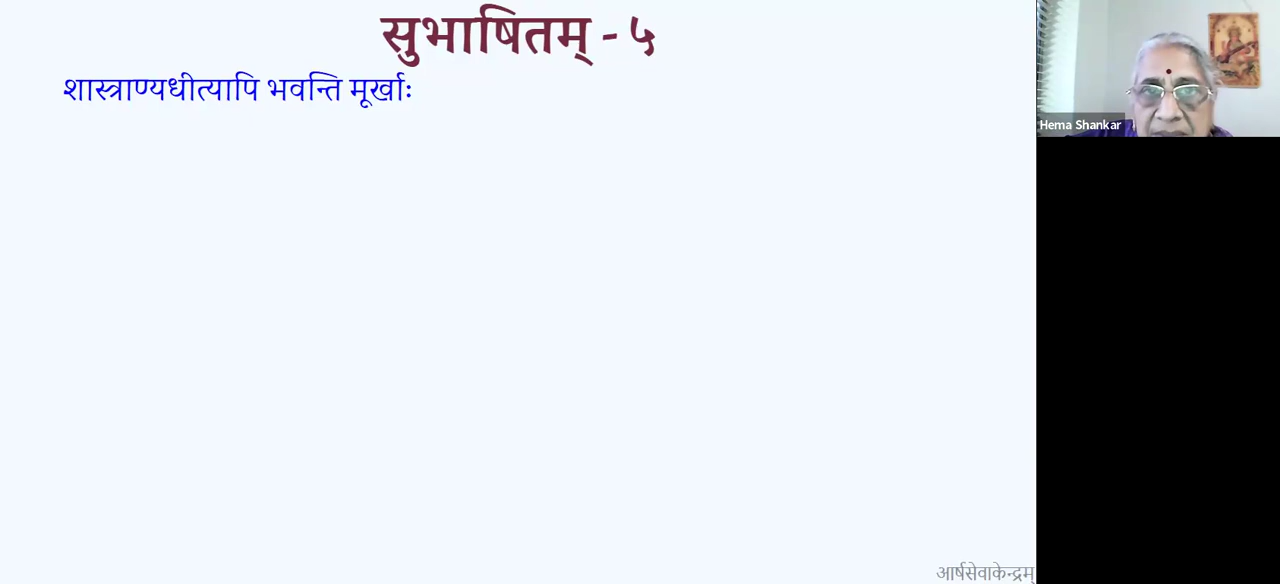 सुभाषितम् - ५
शास्त्राण्यधीत्यापि भवन्ति मूर्खाः
Hema Shankar
आर्षसेवाकेन्द्रम्